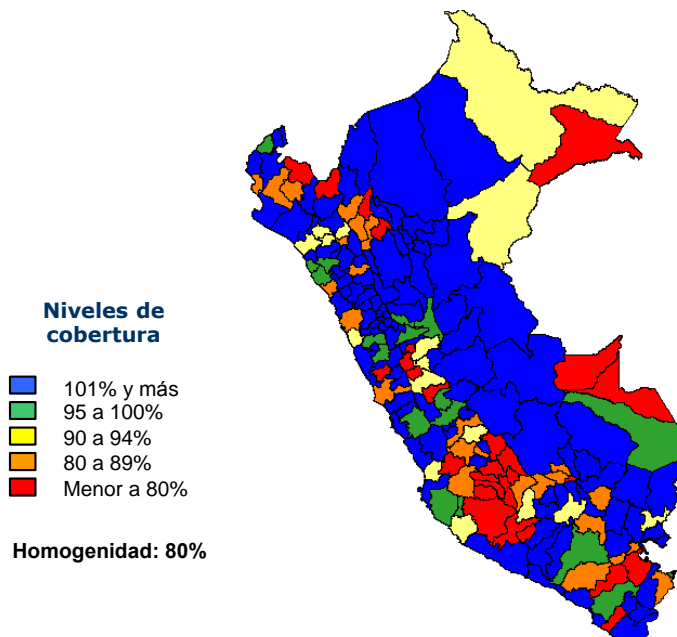 Niveles de
cobertura
101% y más
95 a 100%
90 a 94%
80 a 89%
Menor a 80%
Homogenidad: 80%